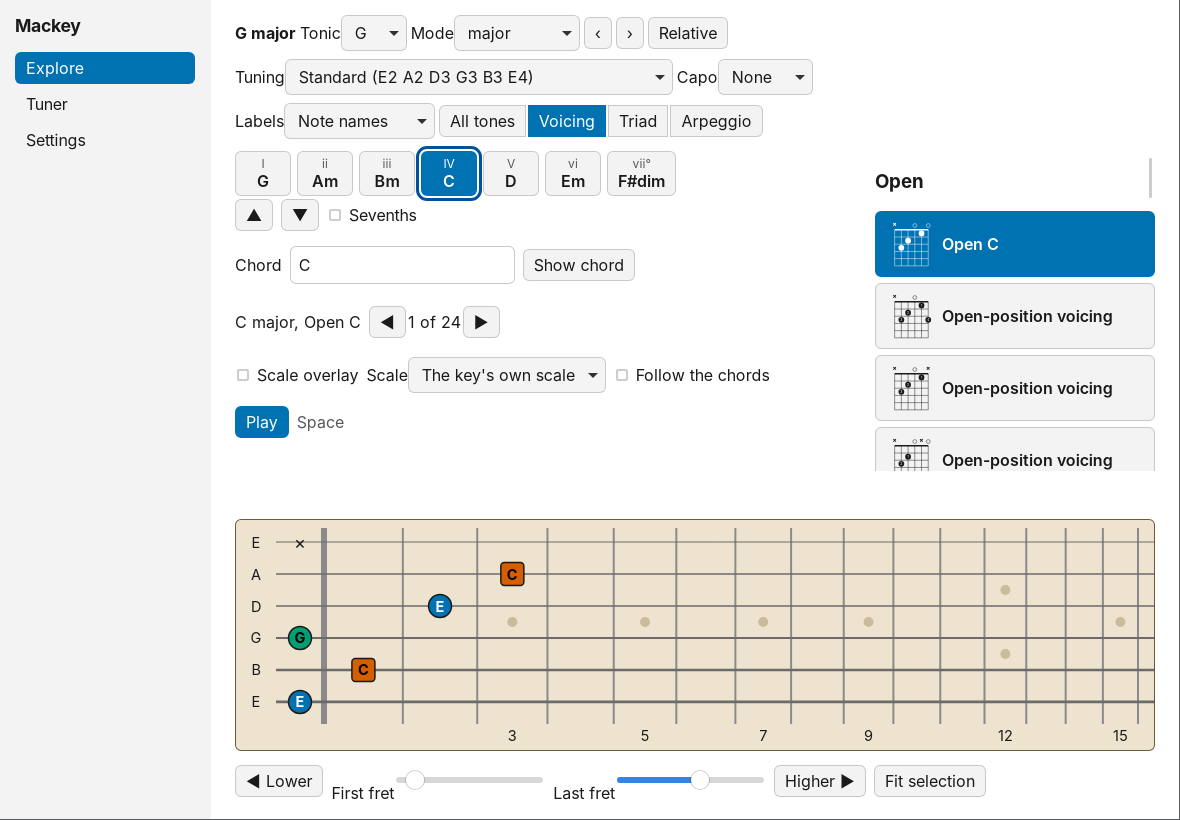 Mackey
Explore
Tuner
Settings
G major Tonic G Mode major ‹ › Relative
Tuning Standard (E2 A2 D3 G3 B3 E4) Capo None
Labels Note names All tones Voicing Triad Arpeggio
I ii iii IV V vi vii°
G Am Bm C D Em F#dim
▲ ▼ Sevenths
Chord C Show chord
C major, Open C ◀ 1 of 24 ▶
Scale overlay Scale The key's own scale Follow the chords
Play Space
Open
Open C
Open-position voicing
Open-position voicing
Open-position voicing
E ×
A C
D E
G G
B C
E E
3 5 7 9 12 15
◀ Lower First fret Last fret Higher ▶ Fit selection